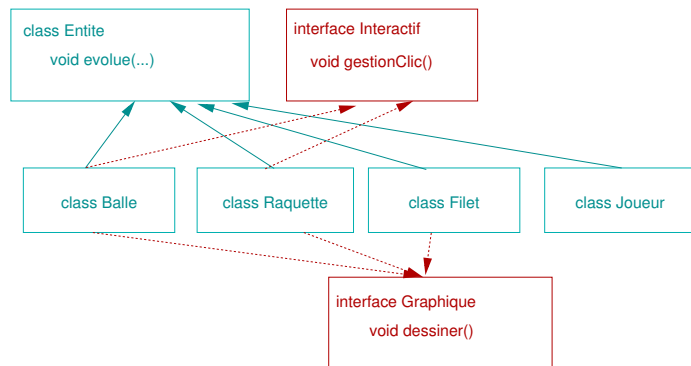 class Entite
void evolue(...)
interface Interactif
void gestionClic()
class Balle
class Raquette
class Filet
class Joueur
interface Graphique
void dessiner()